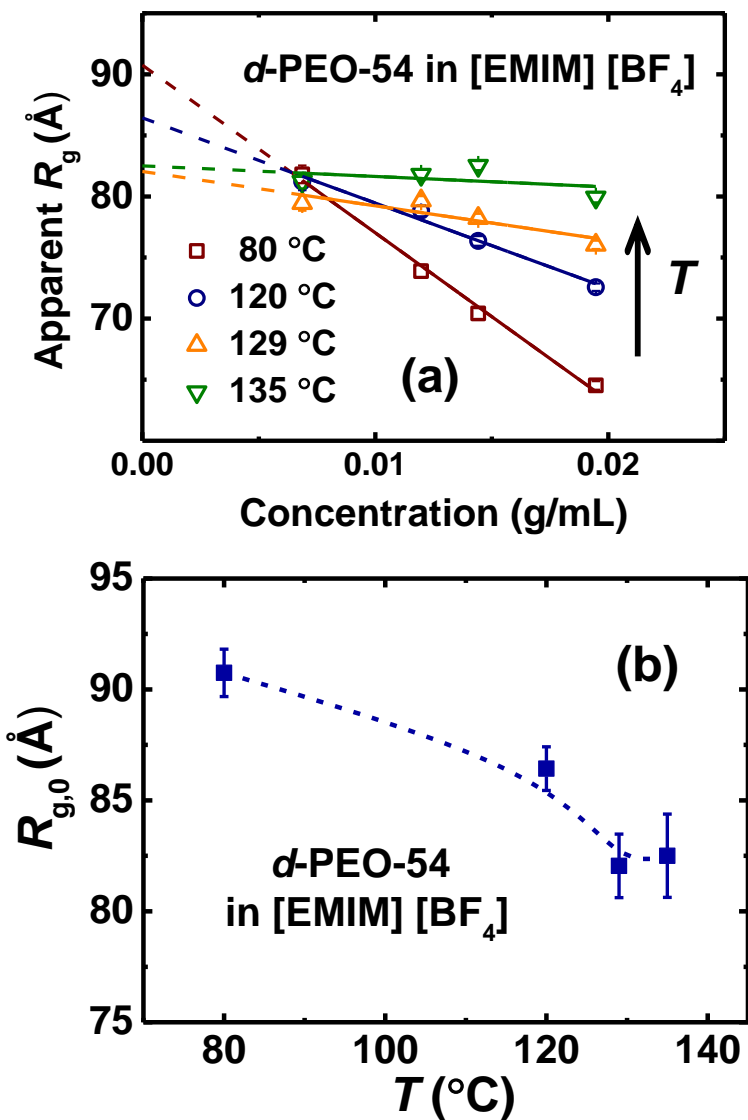 d-PEO-54 in [EMIM] [BF₄]
Apparent Rg (Å)
90
80
70
80 °C
120 °C
129 °C
135 °C
(a)
T
0.00 0.01 0.02
Concentration (g/mL)
95
90
85
80
75
Rg,0 (Å)
(b)
d-PEO-54
in [EMIM] [BF₄]
80 100 120 140
T (°C)